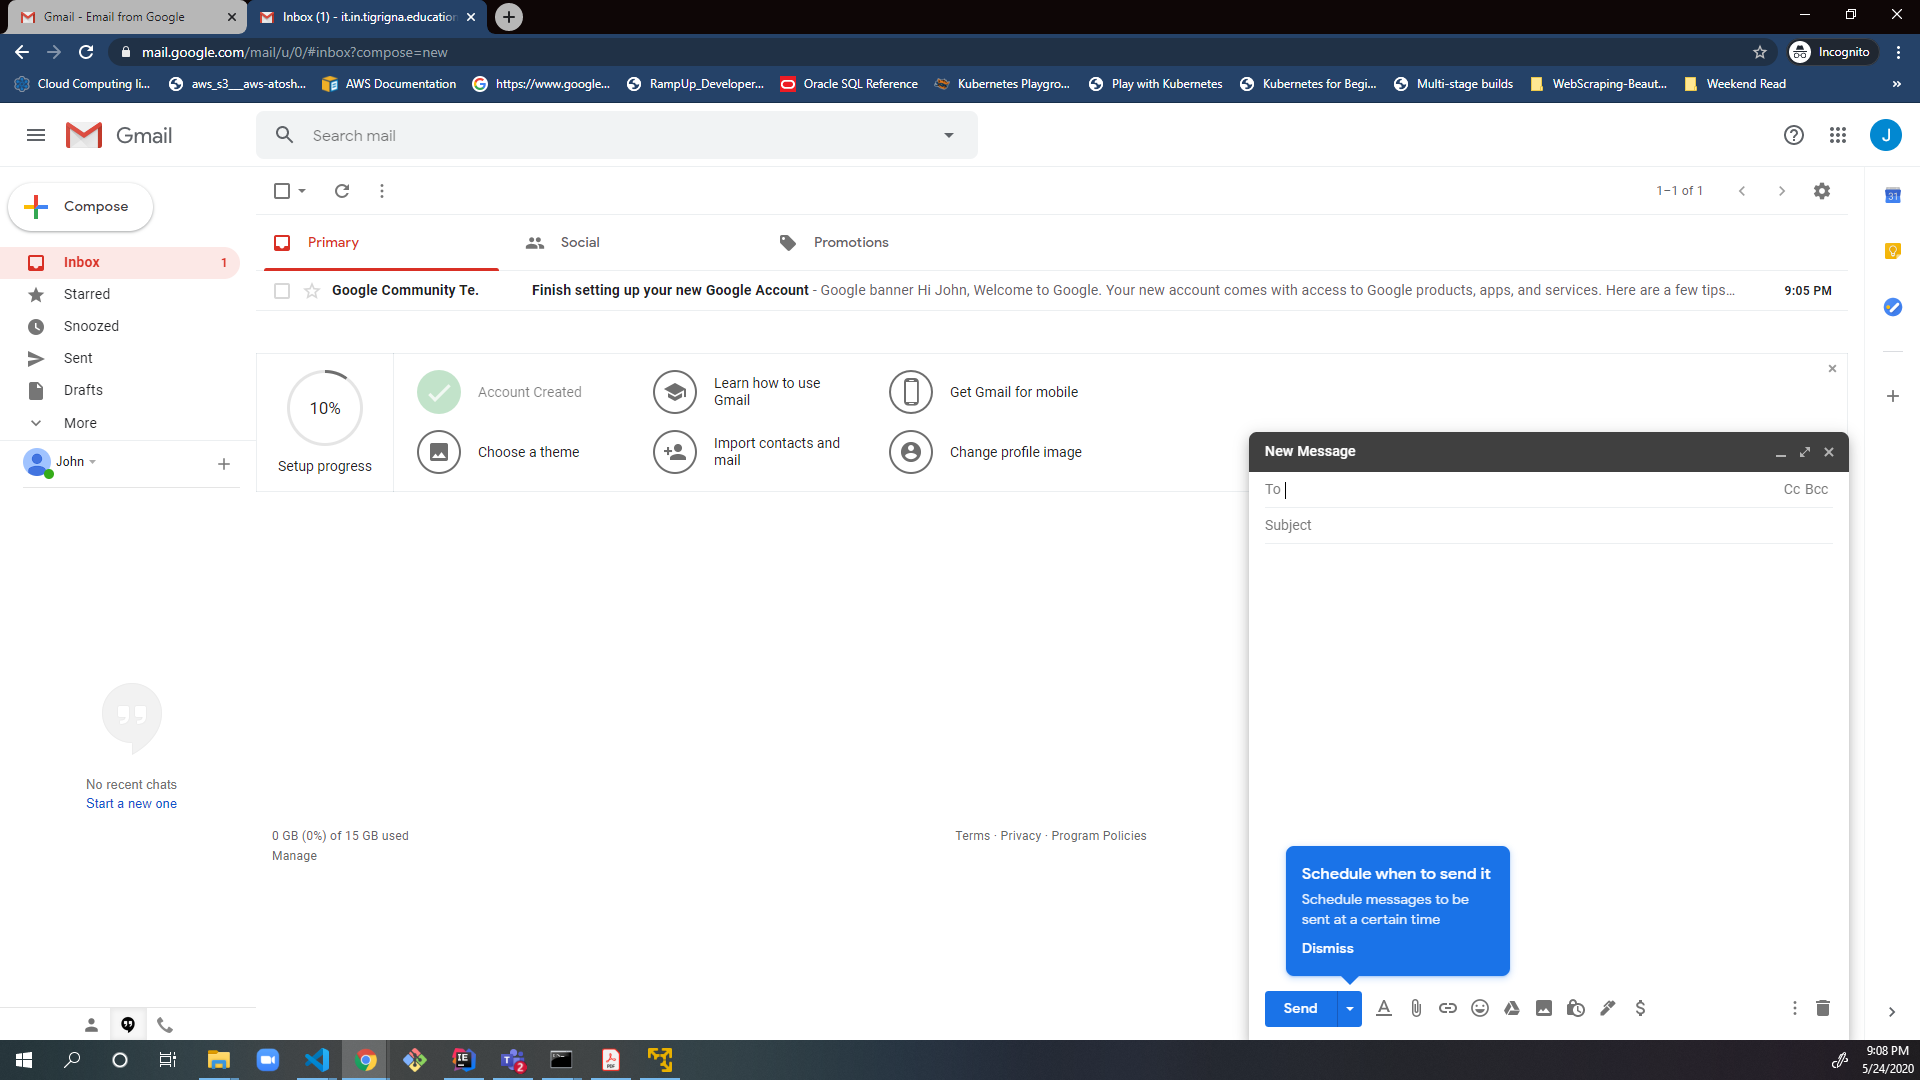 Gmail - Email from Google
Inbox (1) - it.in.tigrigna.education
mail.google.com/mail/u/0/#inbox?compose=new
Incognito
Cloud Computing li...
aws_s3___aws-atosh...
AWS Documentation
https://www.google...
RampUp_Developer...
Oracle SQL Reference
Kubernetes Playgro...
Play with Kubernetes
Kubernetes for Begi...
Multi-stage builds
WebScraping-Beaut...
Weekend Read
»
Gmail
Search mail
J
Compose
1–1 of 1
31
Primary
Social
Promotions
Inbox 1
Starred
Snoozed
Sent
Drafts
More
John
Google Community Te. Finish setting up your new Google Account - Google banner Hi John, Welcome to Google. Your new account comes with access to Google products, apps, and services. Here are a few tips… 9:05 PM
10%
Setup progress
Account Created
Learn how to use
Gmail
Get Gmail for mobile
Choose a theme
Import contacts and
mail
Change profile image
New Message
To Cc Bcc
Subject
No recent chats
Start a new one
0 GB (0%) of 15 GB used
Manage
Terms · Privacy · Program Policies
Schedule when to send it
Schedule messages to be
sent at a certain time
Dismiss
Send
IE
T 2
PDF
9:08 PM
5/24/2020